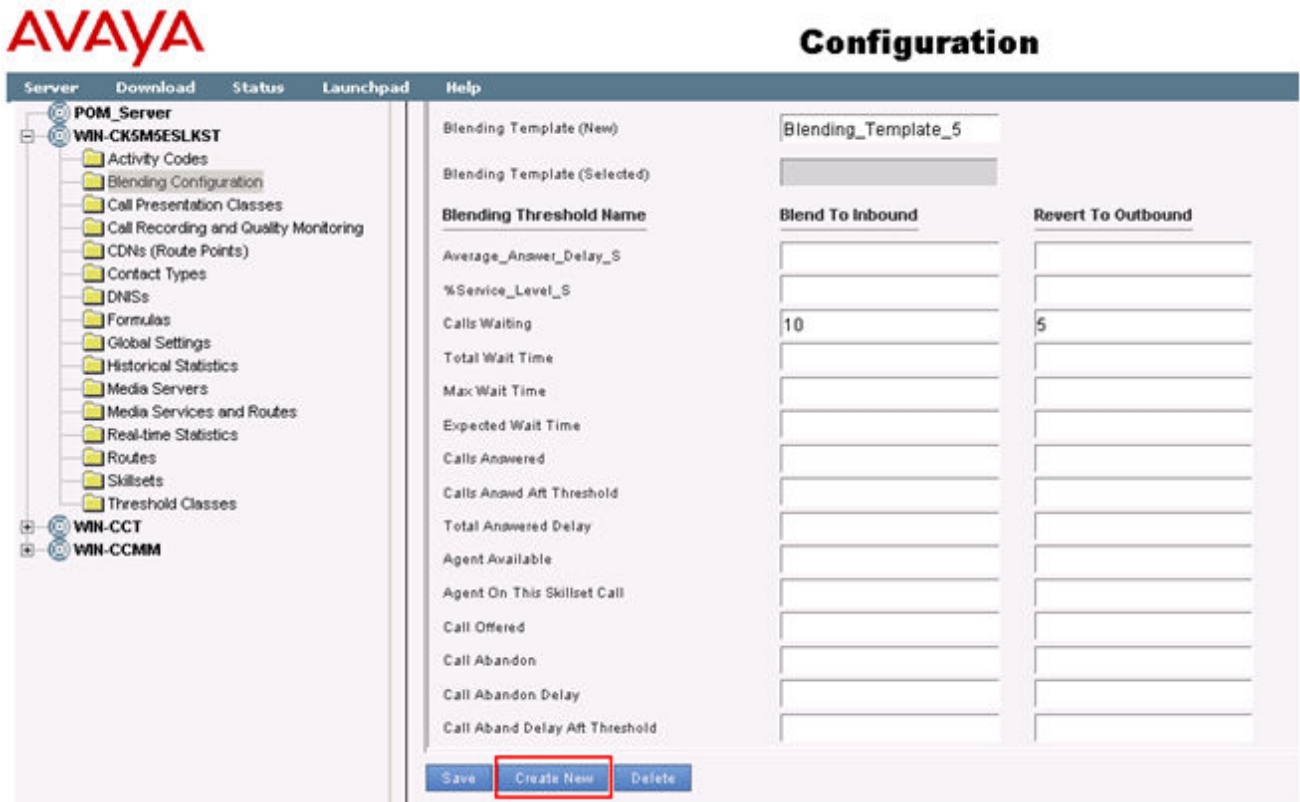 AVAYA
Configuration
Server Download Status Launchpad Help
POM_Server
WIN-CK5M5ESLKST
Activity Codes
Blending Configuration
Call Presentation Classes
Call Recording and Quality Monitoring
CDNs (Route Points)
Contact Types
DNISs
Formulas
Global Settings
Historical Statistics
Media Servers
Media Services and Routes
Real-time Statistics
Routes
Skillsets
Threshold Classes
WIN-CCT
WIN-CCMM
Blending Template (New) Blending_Template_5
Blending Template (Selected)
Blending Threshold Name Blend To Inbound Revert To Outbound
Average_Answer_Delay_S
%Service_Level_S
Calls Waiting 10 5
Total Wait Time
Max Wait Time
Expected Wait Time
Calls Answered
Calls Answd Aft Threshold
Total Answered Delay
Agent Available
Agent On This Skillset Call
Call Offered
Call Abandon
Call Abandon Delay
Call Aband Delay Aft Threshold
Save Create New Delete